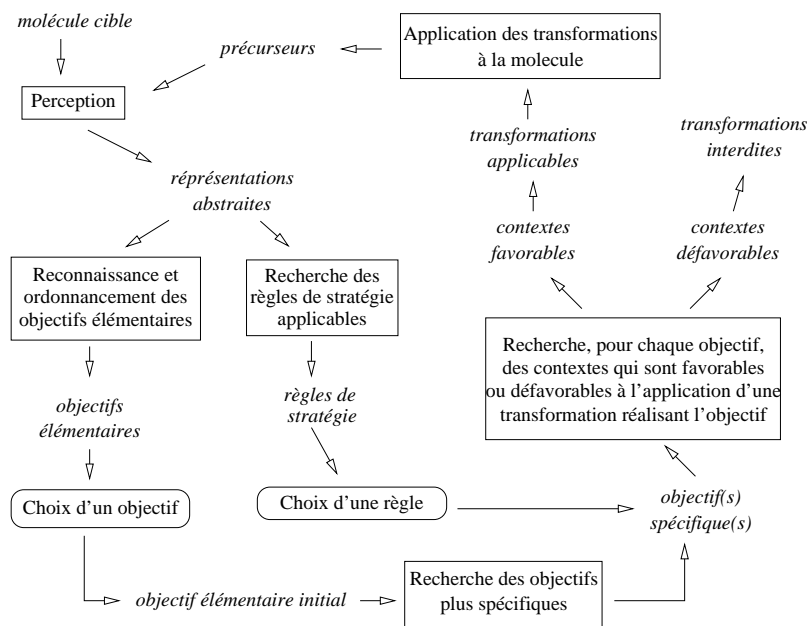 molécule cible
Perception
précurseurs
Application des transformations
à la molecule
réprésentations
abstraites
transformations
applicables
transformations
interdites
contextes
favorables
contextes
défavorables
Reconnaissance et
ordonnancement des
objectifs élémentaires
Recherche des
règles de stratégie
applicables
Recherche, pour chaque objectif,
des contextes qui sont favorables
ou défavorables à l’application d’une
transformation réalisant l’objectif
objectifs
élémentaires
règles de
stratégie
Choix d’un objectif
Choix d’une règle
objectif(s)
spécifique(s)
objectif élémentaire initial
Recherche des objectifs
plus spécifiques